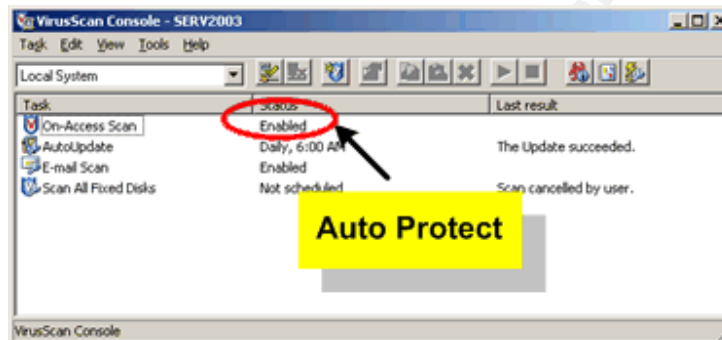 VirusScan Console - SERV2003
Task Edit View Tools Help
Local System
Task Status Last result
On-Access Scan Enabled
AutoUpdate Daily, 6:00 AM The Update succeeded.
E-mail Scan Enabled
Scan All Fixed Disks Not scheduled Scan cancelled by user.
Auto Protect
VirusScan Console